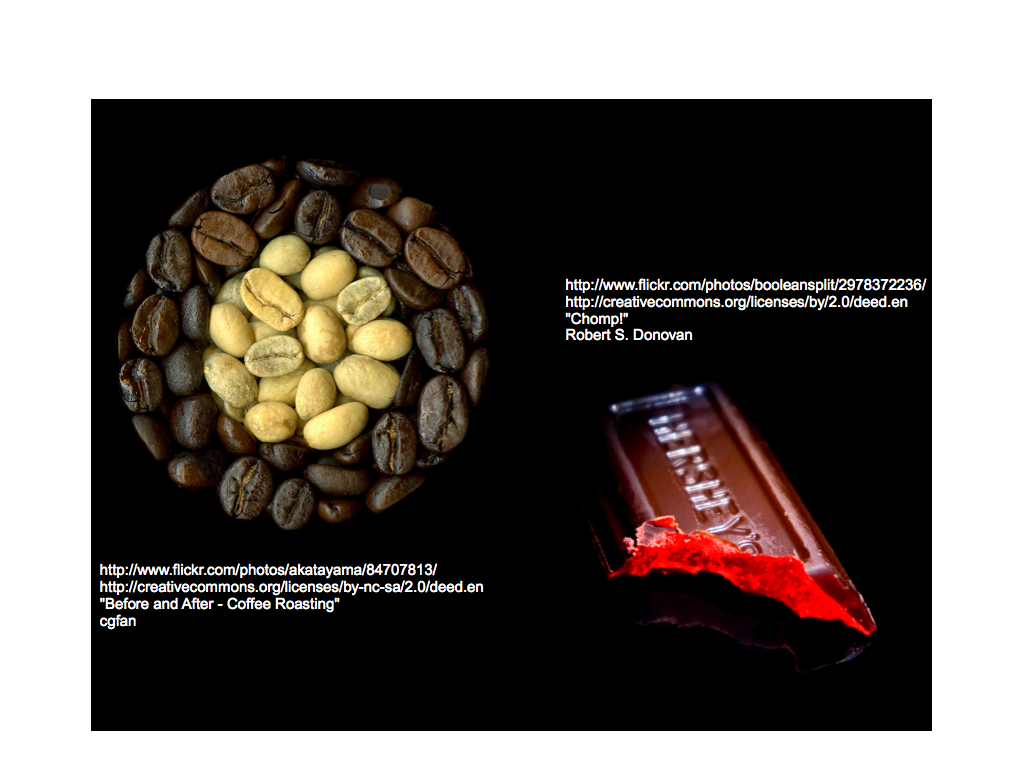 http://www.flickr.com/photos/booleansplit/2978372236/
http://creativecommons.org/licenses/by/2.0/deed.en
"Chomp!"
Robert S. Donovan
HERSHEY'S
http://www.flickr.com/photos/akatayama/84707813/
http://creativecommons.org/licenses/by-nc-sa/2.0/deed.en
"Before and After - Coffee Roasting"
cgfan